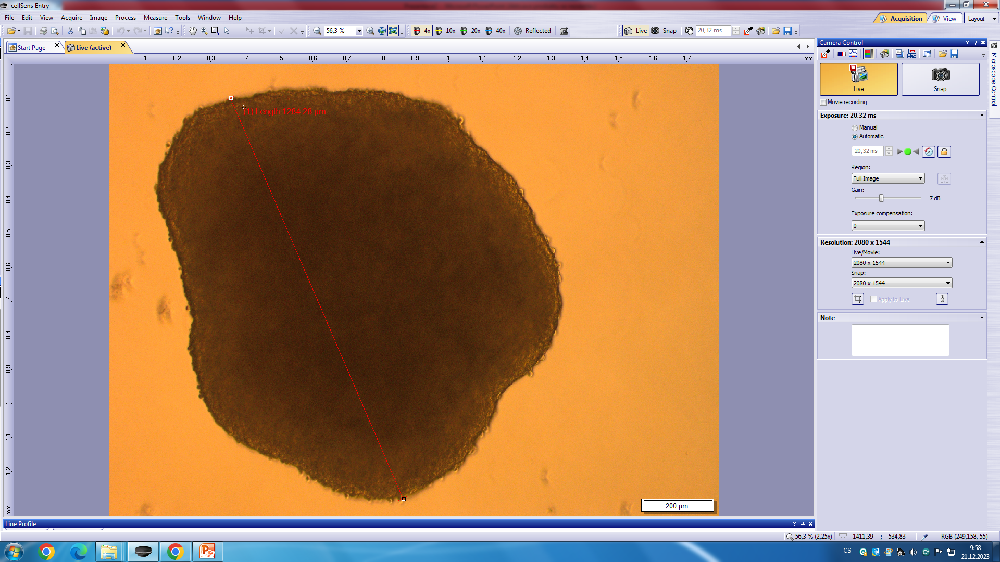 cellSens Entry
File Edit View Acquire Image Process Measure Tools Window Help
Acquisition View Layout
56,3 % 4x 10x 20x 40x Reflected Live Snap 20,32 ms
Start Page Live (active)
0 0,1 0,2 0,3 0,4 0,5 0,6 0,7 0,8 0,9 1 1,1 1,2 1,3 1,4 1,5 1,6 1,7 mm
0,1
0,2
0,3
0,4
0,5
0,6
0,7
0,8
0,9
1
1,1
1,2
mm
(1) Length 1284,28 µm
200 µm
Camera Control
Max
Microscope Control
Live Snap
Movie recording
Exposure: 20,32 ms
Manual
Automatic
20,32 ms
Region:
Full Image
Gain:
7 dB
Exposure compensation:
0
Resolution: 2080 x 1544
Live/Movie:
2080 x 1544
Snap:
2080 x 1544
Apply to Live
Note
Line Profile
56,3 % (2,25x) 1411,39 ; 534,83 RGB (249,158, 55)
CS
9:58
21.12.2023